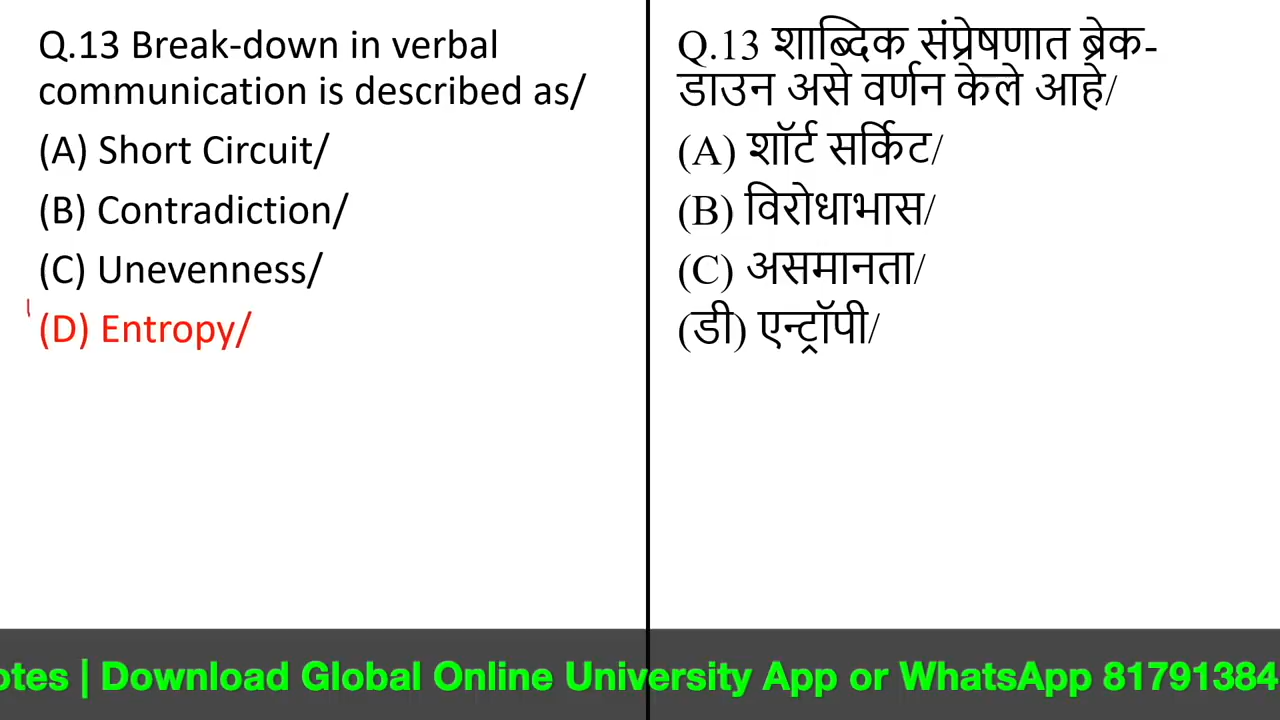 Q.13 Break-down in verbal
communication is described as/
(A) Short Circuit/
(B) Contradiction/
(C) Unevenness/
(D) Entropy/
Q.13 शाब्दिक संप्रेषणात ब्रेक-
डाउन असे वर्णन केले आहे/
(A) शॉर्ट सर्किट/
(B) विरोधाभास/
(C) असमानता/
(डी) एन्ट्रॉपी/
otes | Download Global Online University App or WhatsApp 81791384